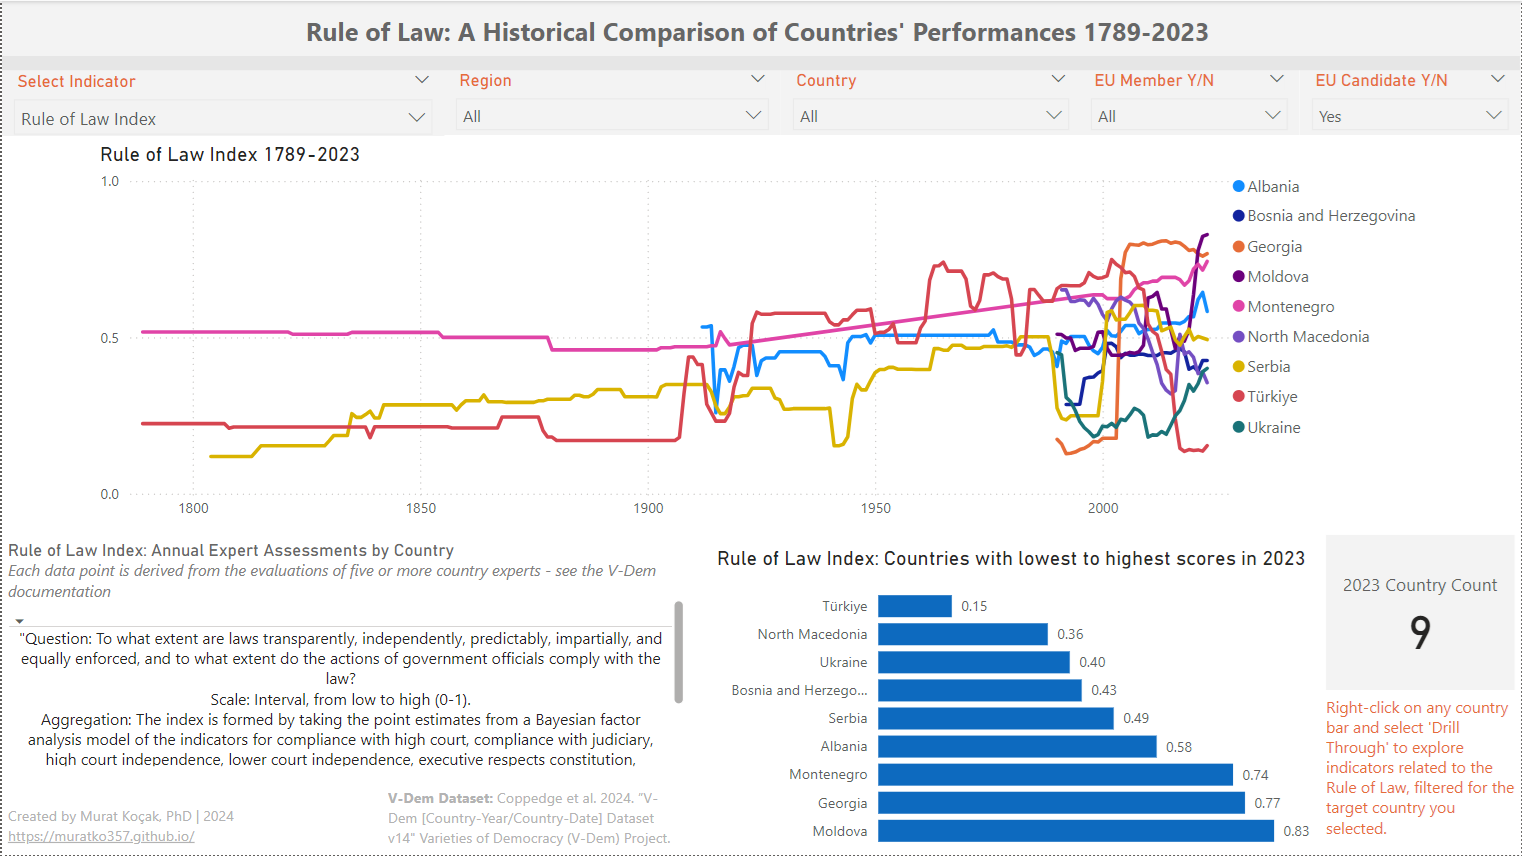 Rule of Law: A Historical Comparison of Countries' Performances 1789-2023
Select Indicator
Region
Country
EU Member Y/N
EU Candidate Y/N
Rule of Law Index
All
All
All
Yes
Rule of Law Index 1789-2023
1.0
0.5
0.0
1800
1850
1900
1950
2000
Albania
Bosnia and Herzegovina
Georgia
Moldova
Montenegro
North Macedonia
Serbia
Türkiye
Ukraine
Rule of Law Index: Annual Expert Assessments by Country
Each data point is derived from the evaluations of five or more country experts - see the V-Dem
documentation
"Question: To what extent are laws transparently, independently, predictably, impartially, and
equally enforced, and to what extent do the actions of government officials comply with the
law?
Scale: Interval, from low to high (0-1).
Aggregation: The index is formed by taking the point estimates from a Bayesian factor
analysis model of the indicators for compliance with high court, compliance with judiciary,
high court independence, lower court independence, executive respects constitution,
Created by Murat Koçak, PhD | 2024
https://muratko357.github.io/
V-Dem Dataset: Coppedge et al. 2024. "V-
Dem [Country-Year/Country-Date] Dataset
v14" Varieties of Democracy (V-Dem) Project.
Rule of Law Index: Countries with lowest to highest scores in 2023
Türkiye 0.15
North Macedonia 0.36
Ukraine 0.40
Bosnia and Herzego... 0.43
Serbia 0.49
Albania 0.58
Montenegro 0.74
Georgia 0.77
Moldova 0.83
2023 Country Count
9
Right-click on any country
bar and select 'Drill
Through' to explore
indicators related to the
Rule of Law, filtered for the
target country you
selected.